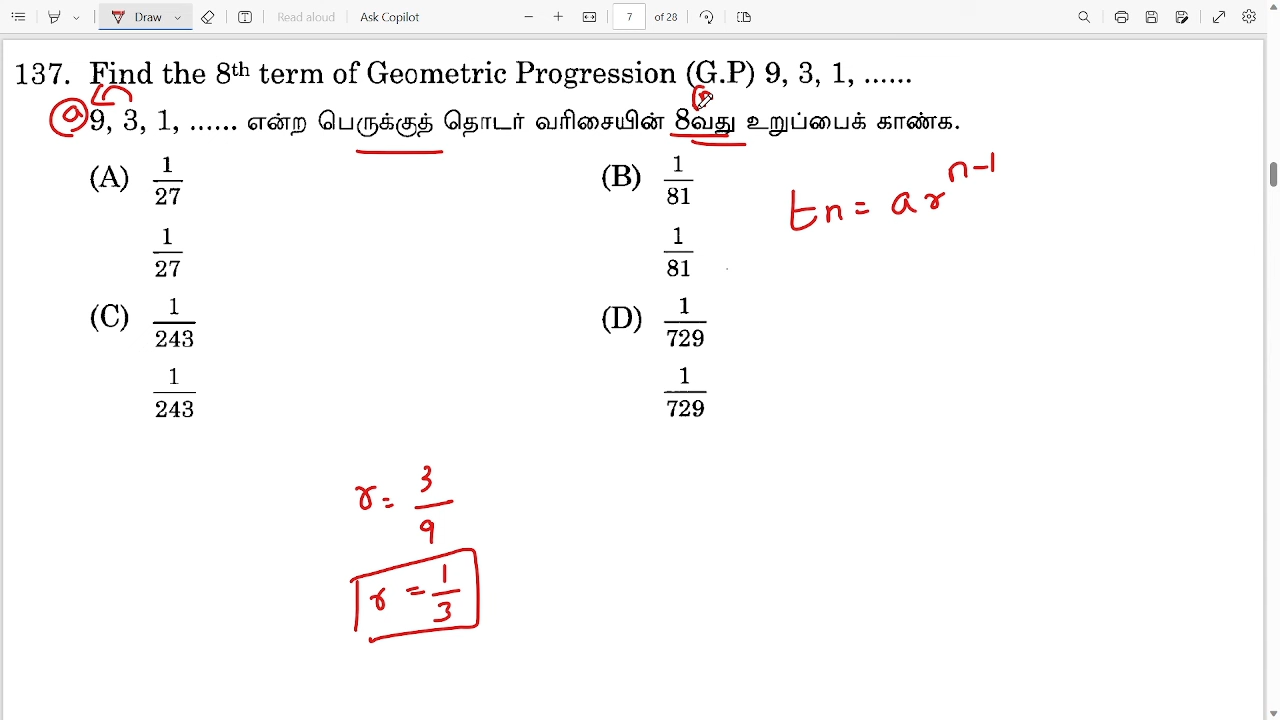 Draw
Read aloud
Ask Copilot
7
of 28
137. Find the 8th term of Geometric Progression (G.P) 9, 3, 1, ......
a 9, 3, 1, ...... என்ற பெருக்குத் தொடர் வரிசையின் 8வது உறுப்பைக் காண்க.
(A) 1/27 (B) 1/81
1/27 1/81
tn = ar^n-1
(C) 1/243 (D) 1/729
1/243 1/729
r = 3/9
r = 1/3